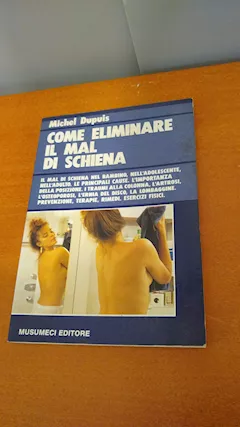 Michel Dupuis
COME ELIMINARE
IL MAL
DI SCHIENA
IL MAL DI SCHIENA NEL BAMBINO, NELL'ADOLESCENTE,
NELL'ADULTO. LE PRINCIPALI CAUSE. L'IMPORTANZA
DELLA POSIZIONE. I TRAUMI ALLA COLONNA, L'ARTROSI,
L'OSTEOPOROSI, L'ERNIA DEL DISCO, LA LOMBAGGINE.
PREVENZIONE, TERAPIE, RIMEDI, ESERCIZI FISICI.
MUSUMECI EDITORE